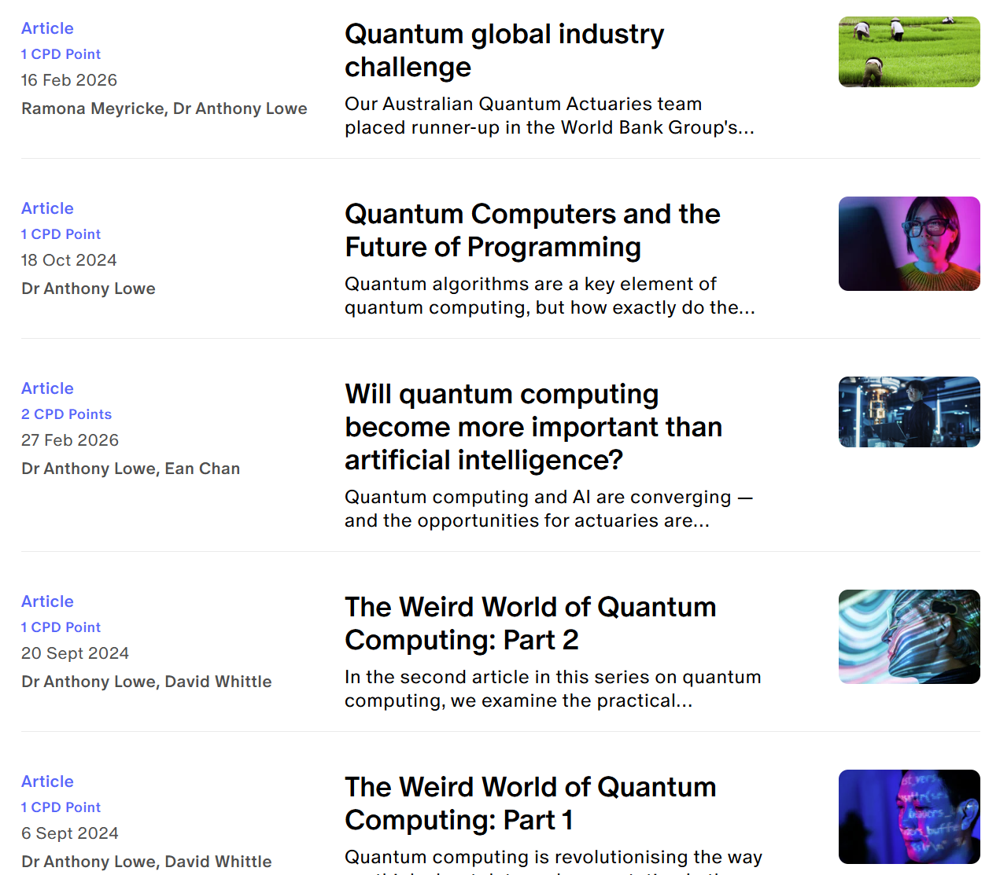 Article
1 CPD Point
16 Feb 2026
Ramona Meyricke, Dr Anthony Lowe
Quantum global industry
challenge
Our Australian Quantum Actuaries team
placed runner-up in the World Bank Group's...
Article
1 CPD Point
18 Oct 2024
Dr Anthony Lowe
Quantum Computers and the
Future of Programming
Quantum algorithms are a key element of
quantum computing, but how exactly do the...
Article
2 CPD Points
27 Feb 2026
Dr Anthony Lowe, Ean Chan
Will quantum computing
become more important than
artificial intelligence?
Quantum computing and AI are converging —
and the opportunities for actuaries are...
Article
1 CPD Point
20 Sept 2024
Dr Anthony Lowe, David Whittle
The Weird World of Quantum
Computing: Part 2
In the second article in this series on quantum
computing, we examine the practical...
Article
1 CPD Point
6 Sept 2024
Dr Anthony Lowe, David Whittle
The Weird World of Quantum
Computing: Part 1
Quantum computing is revolutionising the way